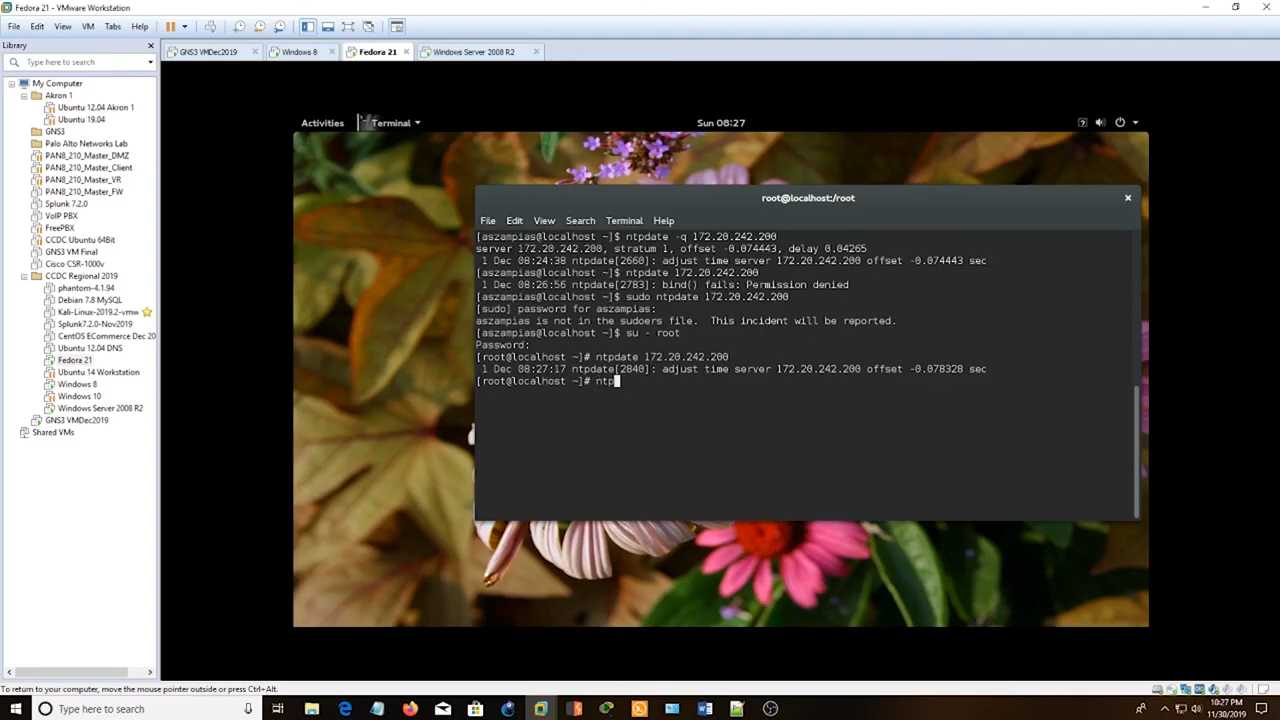 Fedora 21 - VMware Workstation
File Edit View VM Tabs Help
Library
Type here to search
My Computer
Akron 1
Ubuntu 12.04 Akron 1
Ubuntu 19.04
GNS3
Palo Alto Networks Lab
PAN8_210_Master_DMZ
PAN8_210_Master_Client
PAN8_210_Master_VR
PAN8_210_Master_FW
Splunk 7.2.0
VoIP PBX
FreePBX
CCDC Ubuntu 64Bit
GNS3 VM Final
Cisco CSR-1000v
CCDC Regional 2019
phantom-4.1.94
Debian 7.8 MySQL
Kali-Linux-2019.2-vmw
Splunk7.2.0-Nov2019
CentOS ECommerce Dec 20
Ubuntu 12.04 DNS
Fedora 21
Ubuntu 14 Workstation
Windows 8
Windows 10
Windows Server 2008 R2
GNS3 VMDec2019
Shared VMs
GNS3 VMDec2019 Windows 8 Fedora 21 Windows Server 2008 R2
Activities Terminal Sun 08:27
root@localhost:/root
File Edit View Search Terminal Help
[aszampias@localhost ~]$ ntpdate -q 172.20.242.200
server 172.20.242.200, stratum 1, offset -0.074443, delay 0.04265
1 Dec 08:24:38 ntpdate[2660]: adjust time server 172.20.242.200 offset -0.074443 sec
[aszampias@localhost ~]$ ntpdate 172.20.242.200
1 Dec 08:26:56 ntpdate[2783]: bind() fails: Permission denied
[aszampias@localhost ~]$ sudo ntpdate 172.20.242.200
[sudo] password for aszampias:
aszampias is not in the sudoers file.  This incident will be reported.
[aszampias@localhost ~]$ su - root
Password:
[root@localhost ~]# ntpdate 172.20.242.200
1 Dec 08:27:17 ntpdate[2840]: adjust time server 172.20.242.200 offset -0.078328 sec
[root@localhost ~]# ntp
To return to your computer, move the mouse pointer outside or press Ctrl+Alt.
Type here to search
10:27 PM
11/30/2019